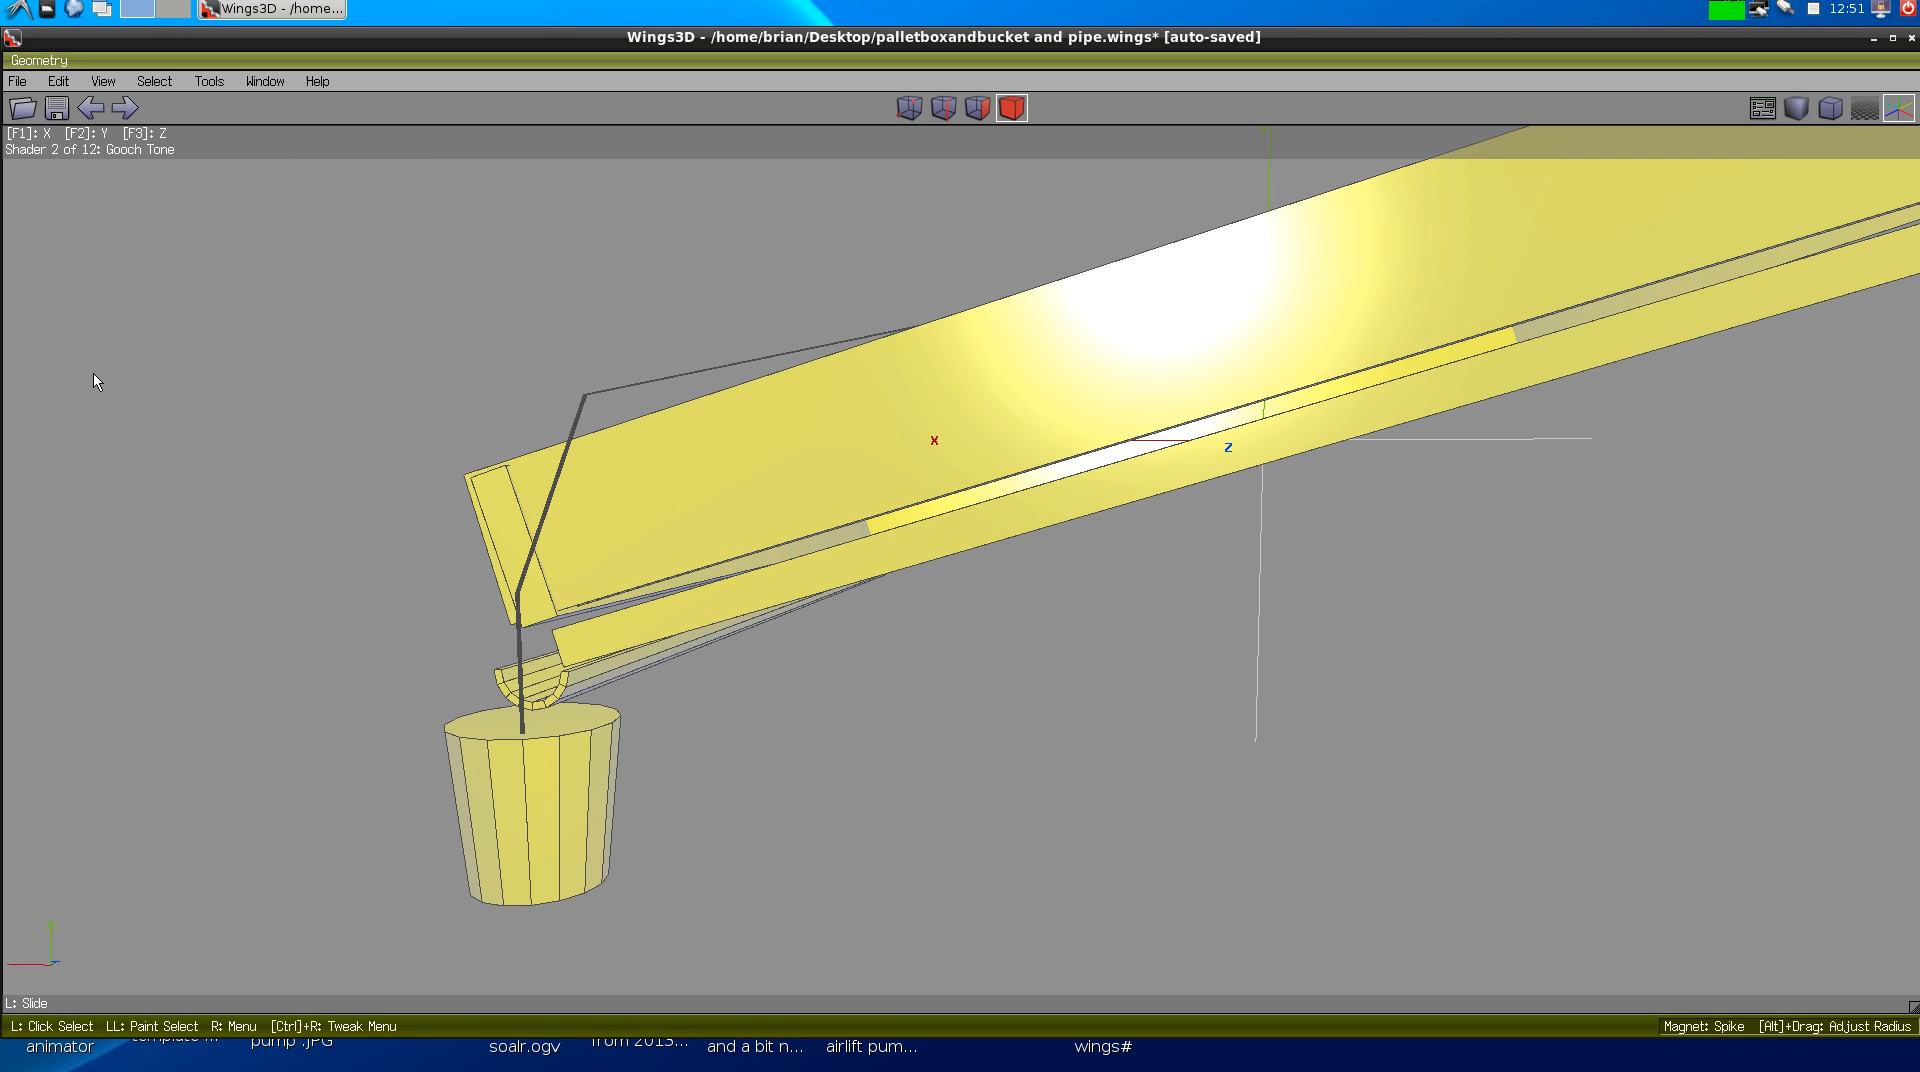 Wings3D - /home...
12:51
Wings3D - /home/brian/Desktop/palletboxandbucket and pipe.wings* [auto-saved]
Geometry
File Edit View Select Tools Window Help
[F1]: X [F2]: Y [F3]: Z
Shader 2 of 12: Gooch Tone
X
Z
L: Slide
L: Click Select LL: Paint Select R: Menu [Ctrl]+R: Tweak Menu
Magnet: Spike [Alt]+Drag: Adjust Radius
animator
pump .JPG
soalr.ogv
from 2013...
and a bit n...
airlift pum...
wings#